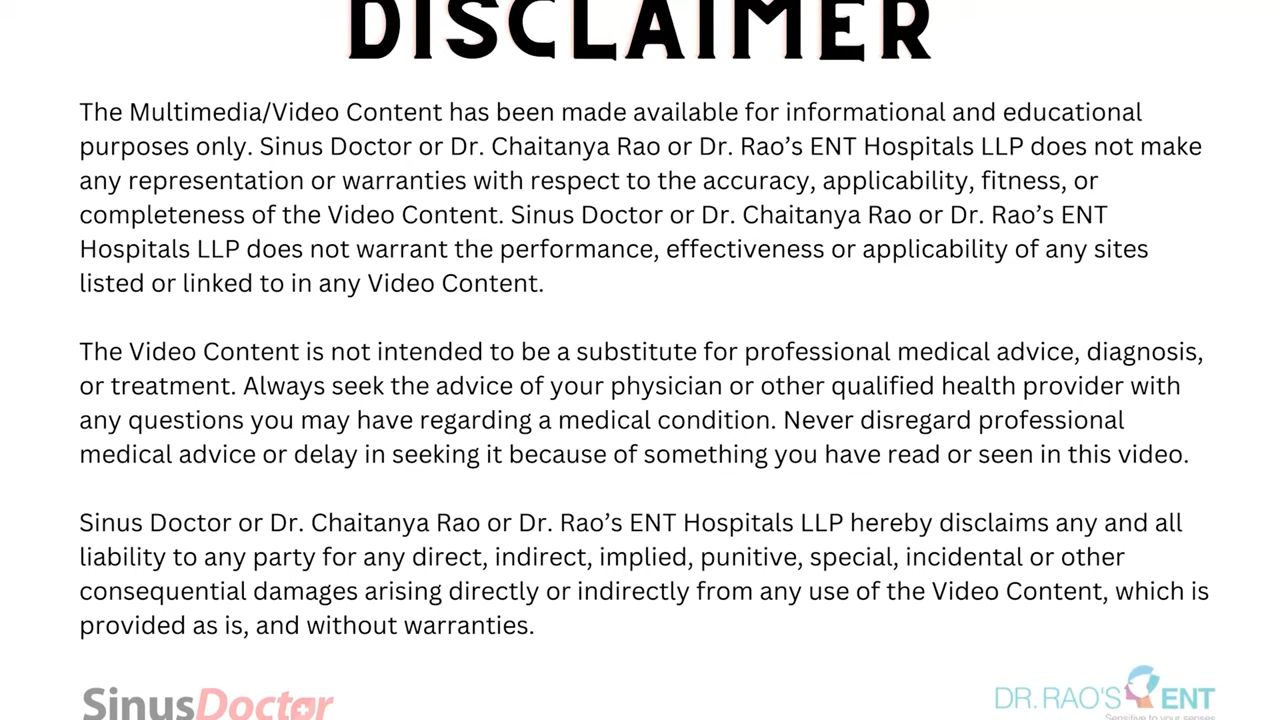 DISCLAIMER
The Multimedia/Video Content has been made available for informational and educational
purposes only. Sinus Doctor or Dr. Chaitanya Rao or Dr. Rao’s ENT Hospitals LLP does not make
any representation or warranties with respect to the accuracy, applicability, fitness, or
completeness of the Video Content. Sinus Doctor or Dr. Chaitanya Rao or Dr. Rao’s ENT
Hospitals LLP does not warrant the performance, effectiveness or applicability of any sites
listed or linked to in any Video Content.
The Video Content is not intended to be a substitute for professional medical advice, diagnosis,
or treatment. Always seek the advice of your physician or other qualified health provider with
any questions you may have regarding a medical condition. Never disregard professional
medical advice or delay in seeking it because of something you have read or seen in this video.
Sinus Doctor or Dr. Chaitanya Rao or Dr. Rao’s ENT Hospitals LLP hereby disclaims any and all
liability to any party for any direct, indirect, implied, punitive, special, incidental or other
consequential damages arising directly or indirectly from any use of the Video Content, which is
provided as is, and without warranties.
SinusDoctor
DR. RAO'S ENT
Sensitive to your senses